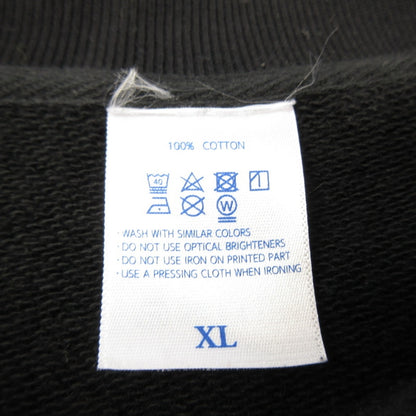 100% COTTON
40
W
· WASH WITH SIMILAR COLORS
· DO NOT USE OPTICAL BRIGHTENERS
· DO NOT USE IRON ON PRINTED PART
· USE A PRESSING CLOTH WHEN IRONING
XL